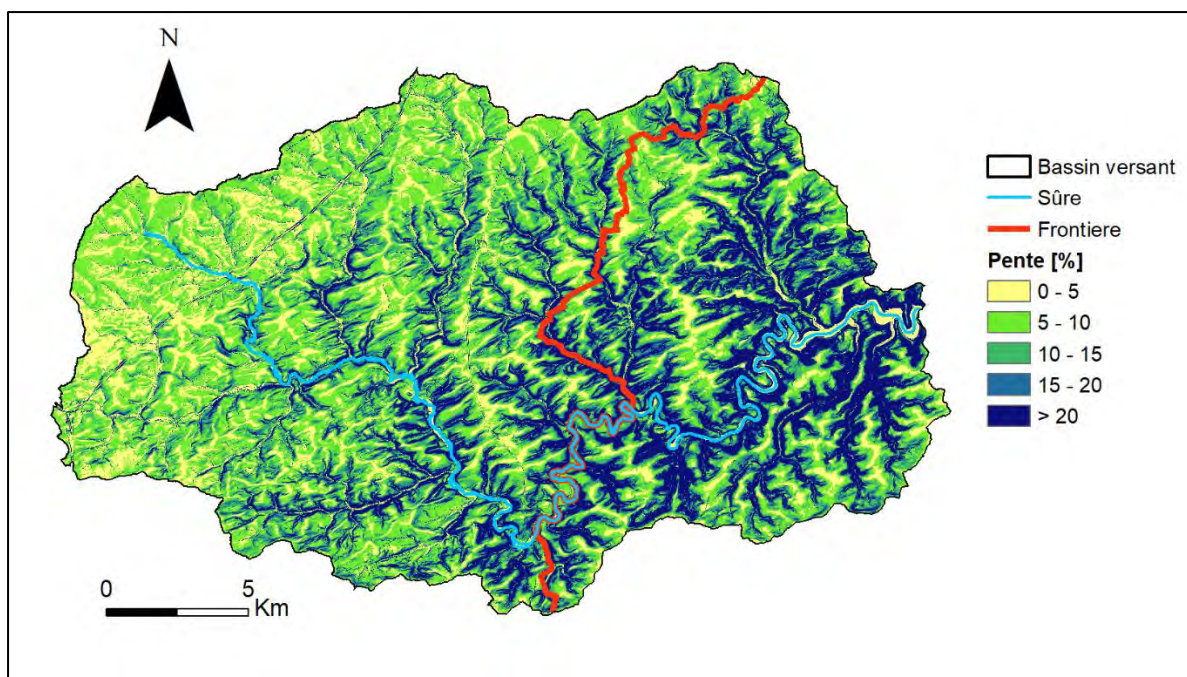 N
Bassin versant
Sûre
Frontiere
Pente [%]
0 - 5
5 - 10
10 - 15
15 - 20
> 20
0 5
Km